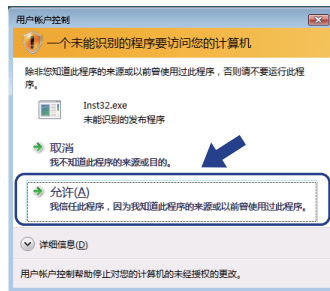 用户帐户控制
一个未能识别的程序要访问您的计算机
除非您知道此程序的来源或以前曾使用过此程序，否则请不要运行此程
序。
Inst32.exe
未能识别的发布程序
取消
我不知道此程序的来源或目的。
允许(A)
我信任此程序，因为我知道此程序的来源或以前曾使用过此程序。
详细信息(D)
用户帐户控制帮助停止对您的计算机的未经授权的更改。